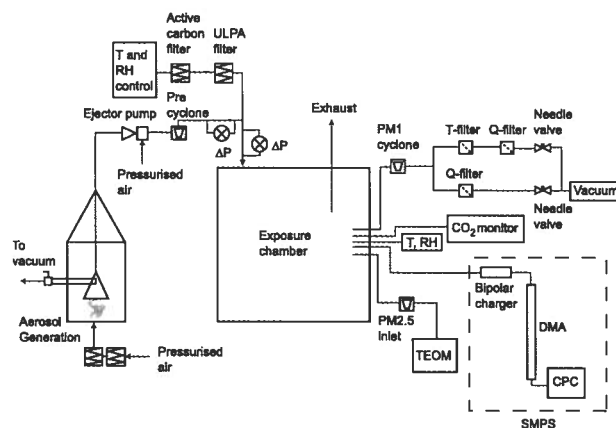 Active
carbon
filter
ULPA
filter
T and
RH
control
Pre
cyclone
Ejector pump
Pressurised
air
ΔP
ΔP
Exhaust
PM1
cyclone
T-filter
Q-filter
Needle
valve
Q-filter
Vacuum
Needle
valve
CO2 monitor
T, RH
Exposure
chamber
To
vacuum
Aerosol
Generation
Pressurised
air
PM2.5
inlet
TEOM
Bipolar
charger
DMA
CPC
SMPS